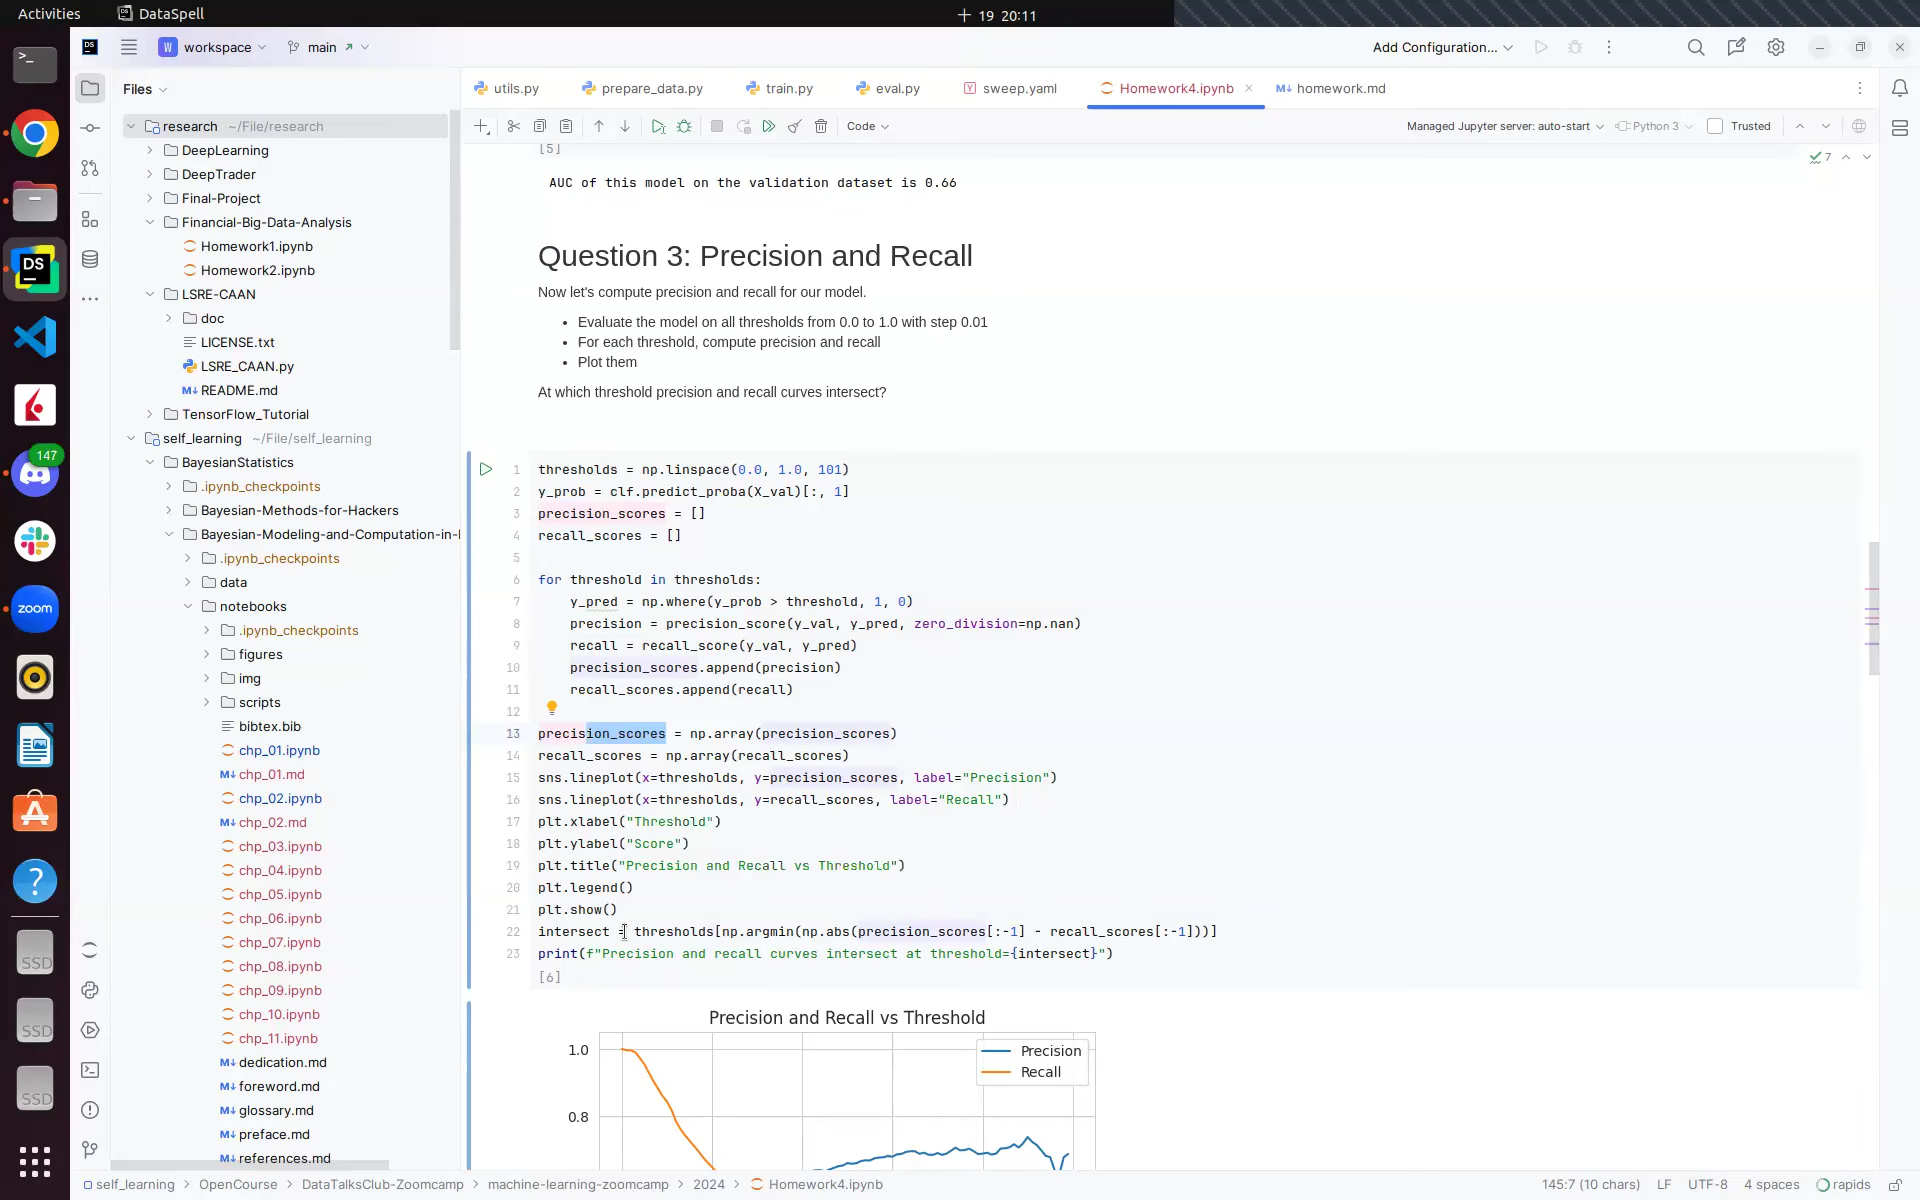 Activities
DataSpell
19 20:11
DS
W workspace
main
Add Configuration...
Files
utils.py
prepare_data.py
train.py
eval.py
sweep.yaml
Homework4.ipynb
homework.md
research ~/File/research
DeepLearning
DeepTrader
Final-Project
Financial-Big-Data-Analysis
Homework1.ipynb
Homework2.ipynb
LSRE-CAAN
doc
LICENSE.txt
LSRE_CAAN.py
README.md
TensorFlow_Tutorial
self_learning ~/File/self_learning
BayesianStatistics
.ipynb_checkpoints
Bayesian-Methods-for-Hackers
Bayesian-Modeling-and-Computation-in-
.ipynb_checkpoints
data
notebooks
.ipynb_checkpoints
figures
img
scripts
bibtex.bib
chp_01.ipynb
chp_01.md
chp_02.ipynb
chp_02.md
chp_03.ipynb
chp_04.ipynb
chp_05.ipynb
chp_06.ipynb
chp_07.ipynb
chp_08.ipynb
chp_09.ipynb
chp_10.ipynb
chp_11.ipynb
dedication.md
foreword.md
glossary.md
preface.md
references.md
DS
147
zoom
SSD
SSD
SSD
Code
Managed Jupyter server: auto-start
Python 3
Trusted
7
[5]
AUC of this model on the validation dataset is 0.66
Question 3: Precision and Recall
Now let's compute precision and recall for our model.
• Evaluate the model on all thresholds from 0.0 to 1.0 with step 0.01
• For each threshold, compute precision and recall
• Plot them
At which threshold precision and recall curves intersect?
1 thresholds = np.linspace(0.0, 1.0, 101)
2 y_prob = clf.predict_proba(X_val)[:, 1]
3 precision_scores = []
4 recall_scores = []
5
6 for threshold in thresholds:
7 y_pred = np.where(y_prob > threshold, 1, 0)
8 precision = precision_score(y_val, y_pred, zero_division=np.nan)
9 recall = recall_score(y_val, y_pred)
10 precision_scores.append(precision)
11 recall_scores.append(recall)
12
13 precision_scores = np.array(precision_scores)
14 recall_scores = np.array(recall_scores)
15 sns.lineplot(x=thresholds, y=precision_scores, label="Precision")
16 sns.lineplot(x=thresholds, y=recall_scores, label="Recall")
17 plt.xlabel("Threshold")
18 plt.ylabel("Score")
19 plt.title("Precision and Recall vs Threshold")
20 plt.legend()
21 plt.show()
22 intersect = thresholds[np.argmin(np.abs(precision_scores[:-1] - recall_scores[:-1]))]
23 print(f"Precision and recall curves intersect at threshold={intersect}")
[6]
Precision and Recall vs Threshold
1.0
0.8
Precision
Recall
self_learning > OpenCourse > DataTalksClub-Zoomcamp > machine-learning-zoomcamp > 2024 > Homework4.ipynb
145:7 (10 chars) LF UTF-8 4 spaces rapids